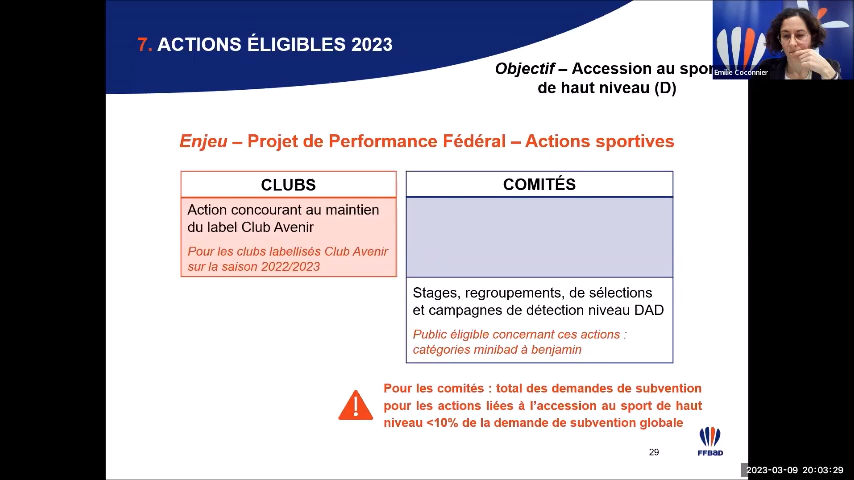 7. ACTIONS ÉLIGIBLES 2023
Emilie Coconnier
Objectif – Accession au spor
de haut niveau (D)
Enjeu – Projet de Performance Fédéral – Actions sportives
CLUBS
Action concourant au maintien
du label Club Avenir
Pour les clubs labellisés Club Avenir
sur la saison 2022/2023
COMITÉS
Stages, regroupements, de sélections
et campagnes de détection niveau DAD
Public éligible concernant ces actions :
catégories minibad à benjamin
Pour les comités : total des demandes de subvention
pour les actions liées à l'accession au sport de haut
niveau <10% de la demande de subvention globale
29
FFBaD
2023-03-09 20:03:29